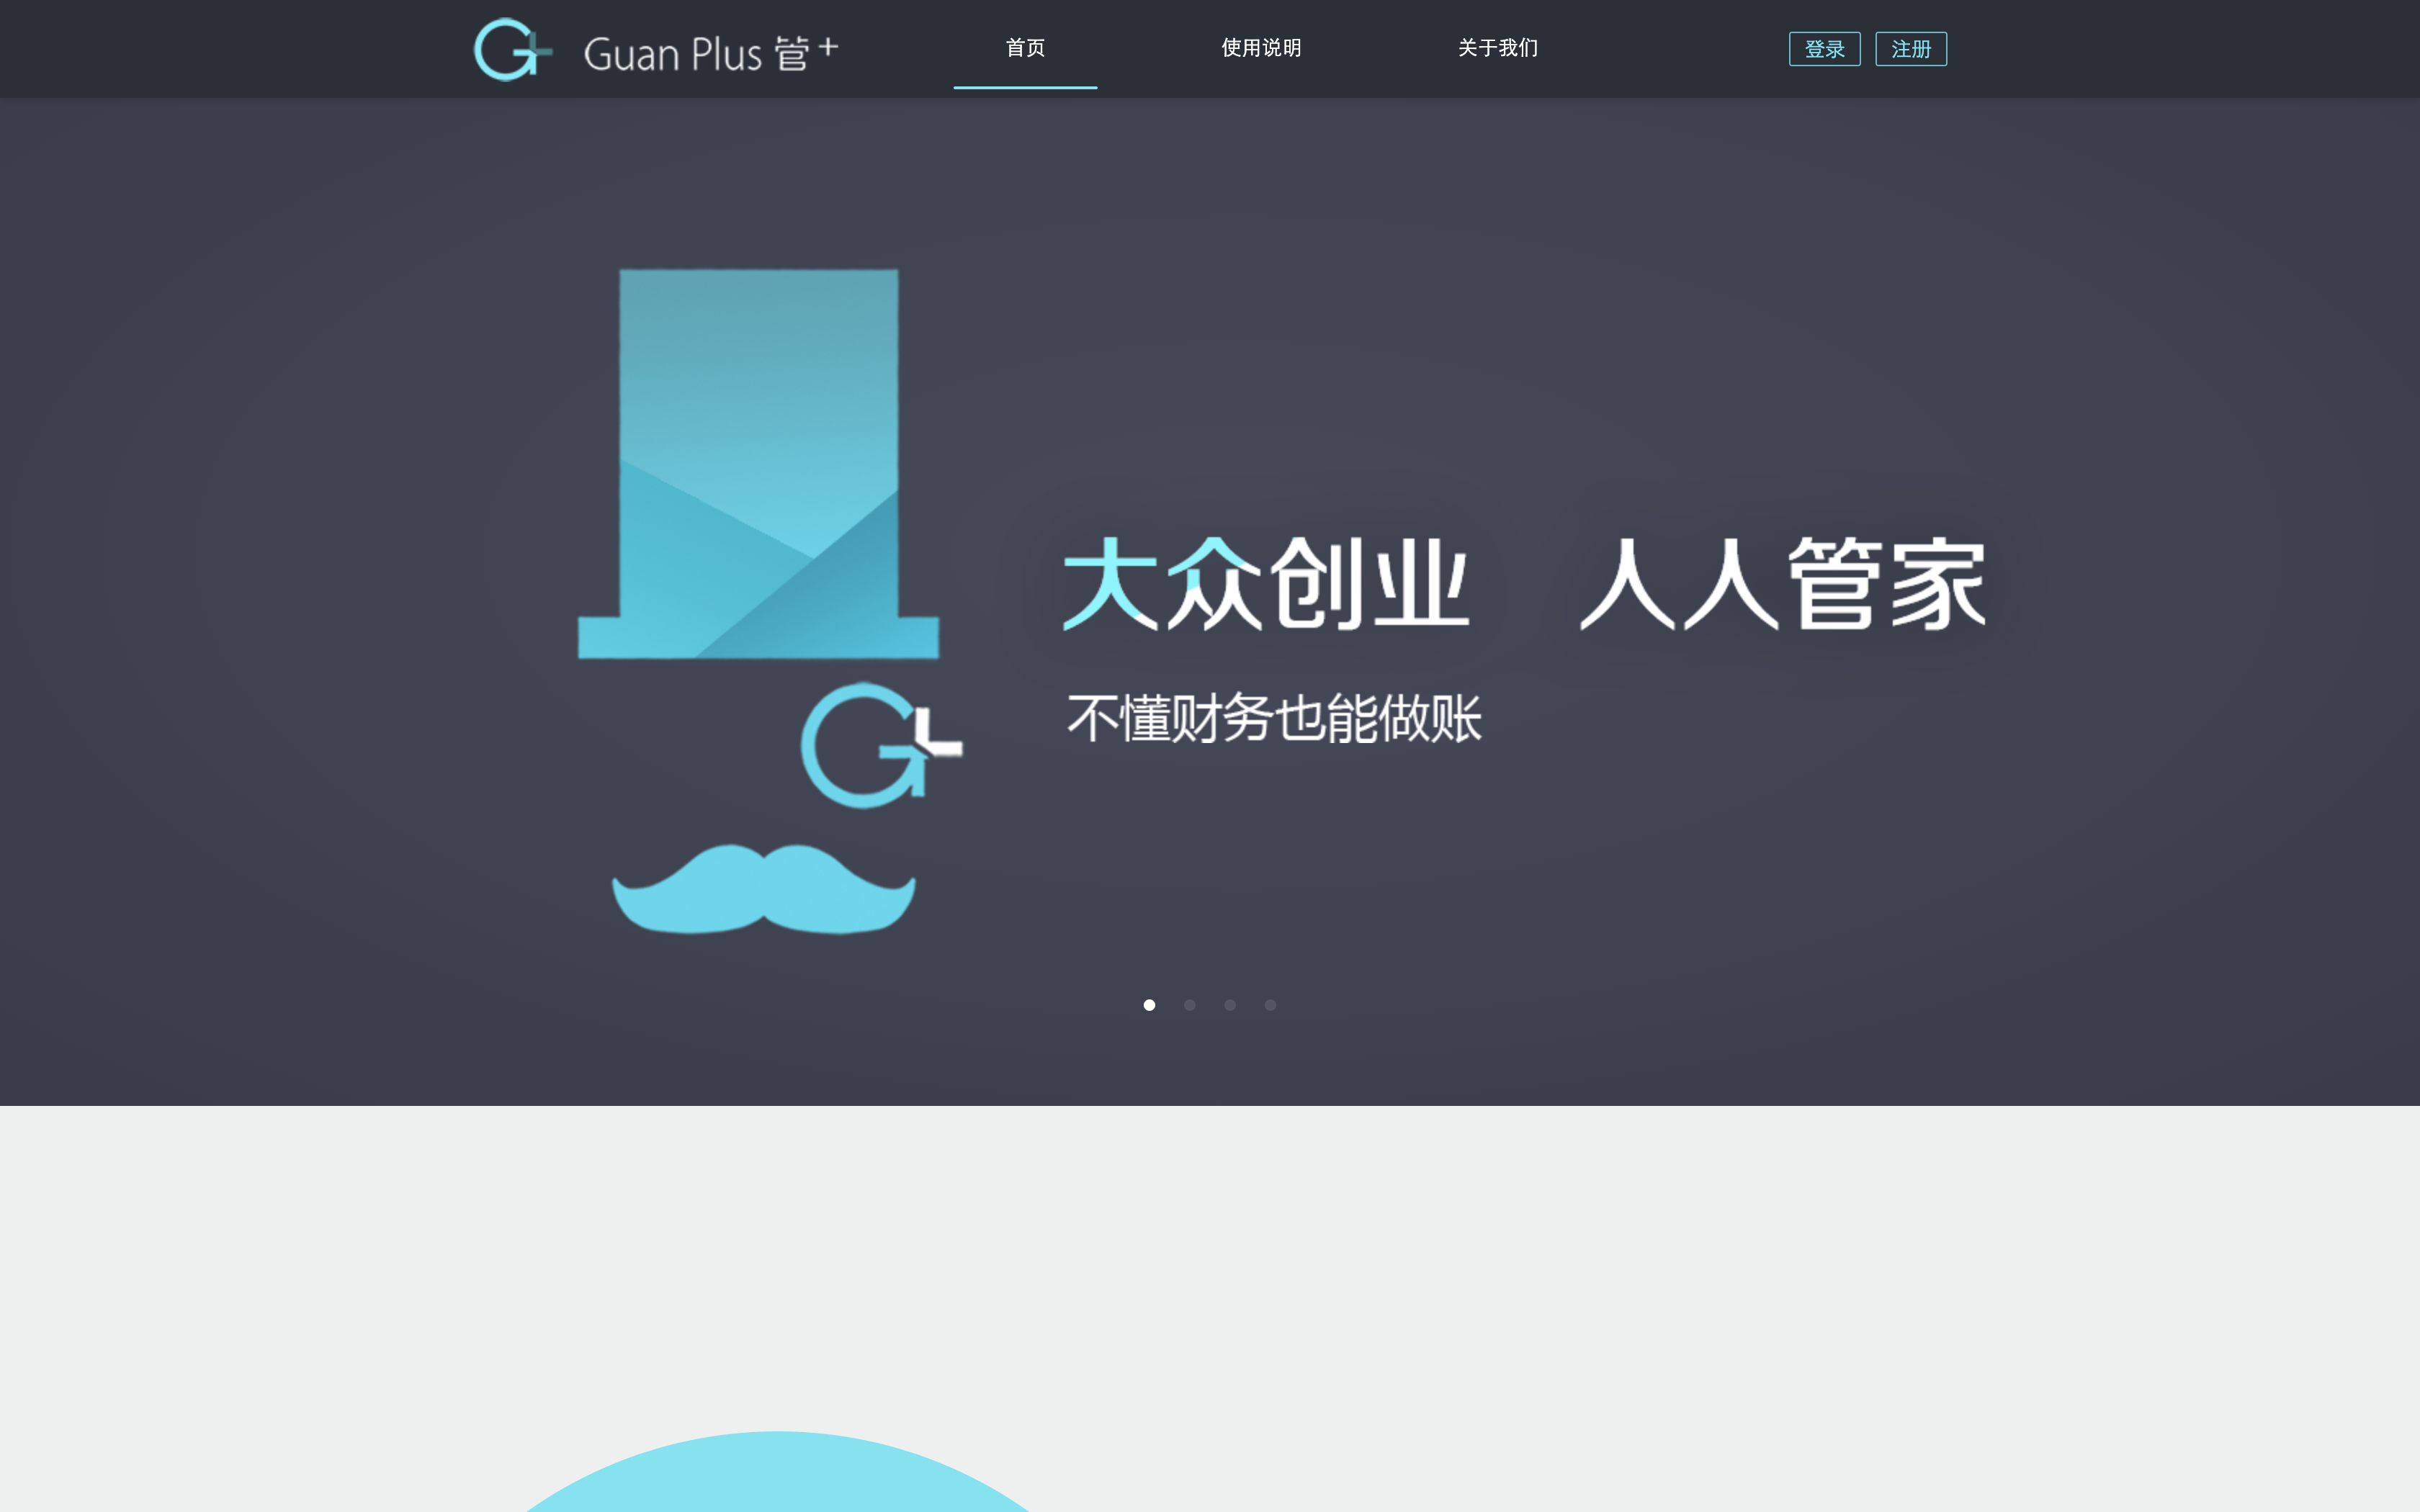 Guan Plus 管+
首页
使用说明
关于我们
登录
注册
大众创业 人人管家
不懂财务也能做账